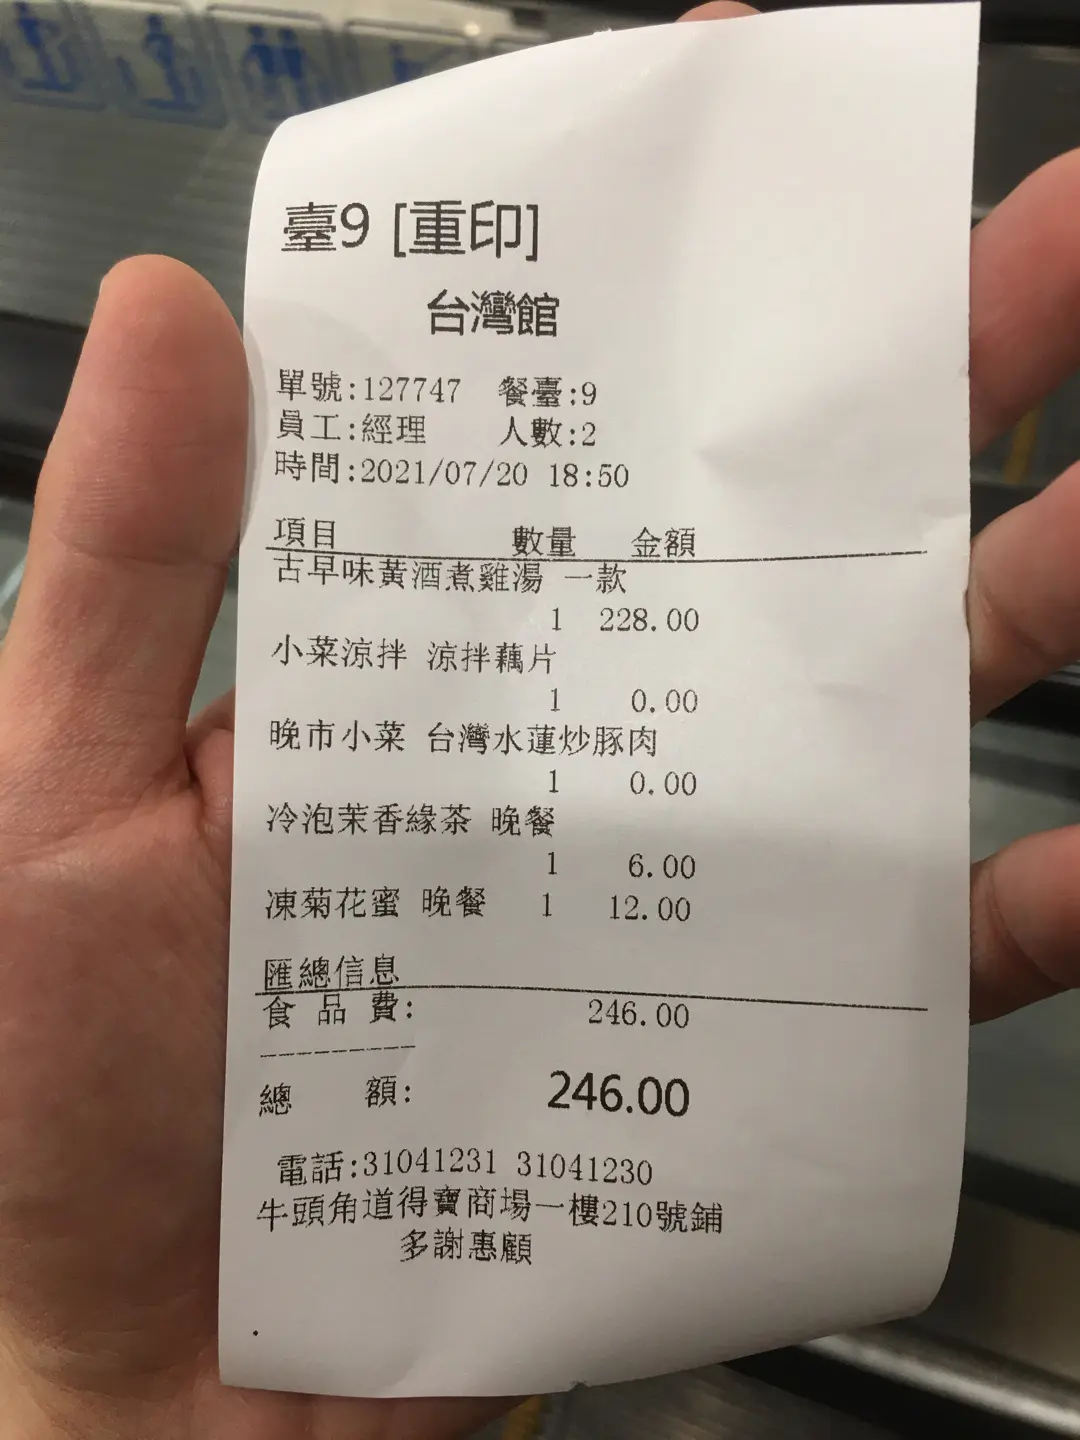 臺9 [重印]
台灣館
單號:127747 餐臺:9
員工:經理 人數:2
時間:2021/07/20 18:50
項目 數量 金額
古早味黃酒煮雞湯 一款
1 228.00
小菜涼拌 涼拌藕片
1 0.00
晚市小菜 台灣水蓮炒豚肉
1 0.00
冷泡茉香緣茶 晚餐
1 6.00
凍菊花蜜 晚餐 1 12.00
匯總信息
食 品 費: 246.00
------------
總 額: 246.00
電話:31041231 31041230
牛頭角道得寶商場一樓210號鋪
多謝惠顧
.